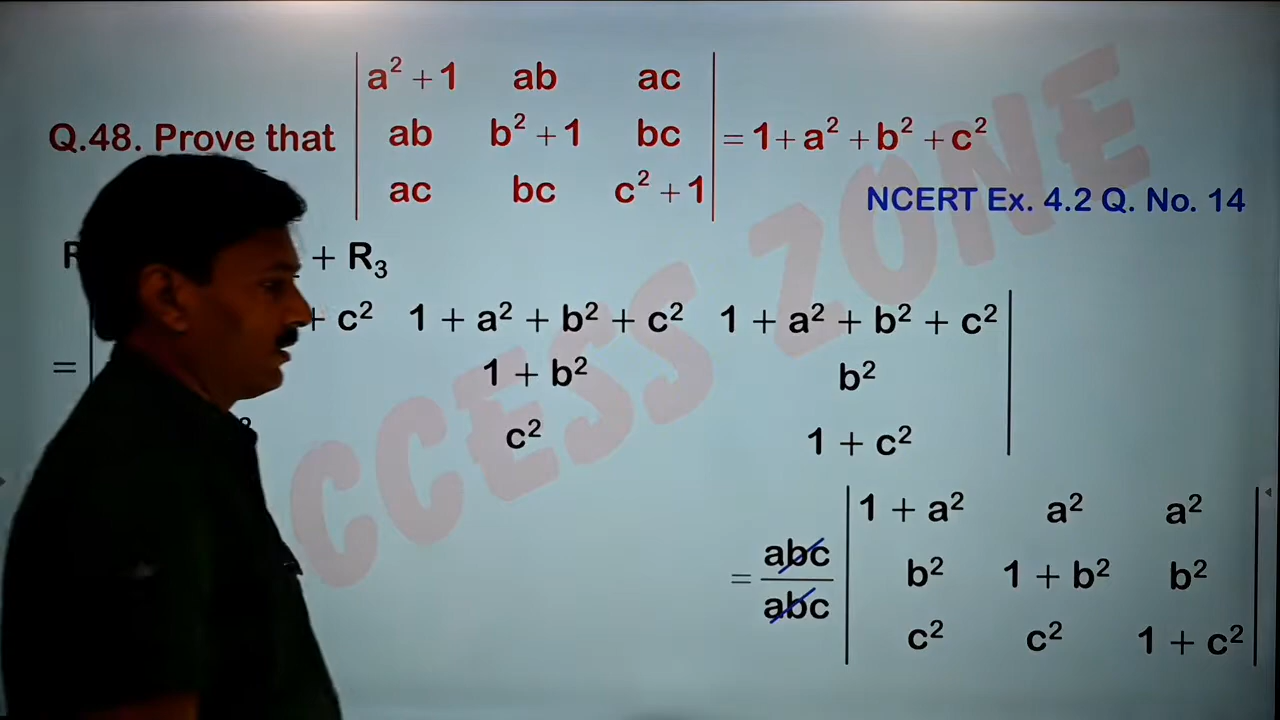 a² + 1 ab ac
Q.48. Prove that ab b² + 1 bc = 1 + a² + b² + c²
ac bc c² + 1
NCERT Ex. 4.2 Q. No. 14
+ R₃
+ c² 1 + a² + b² + c² 1 + a² + b² + c²
= 1 + b² b²
c² 1 + c²
1 + a² a² a²
= abc/abc b² 1 + b² b²
c² c² 1 + c²
CCESS ZONE